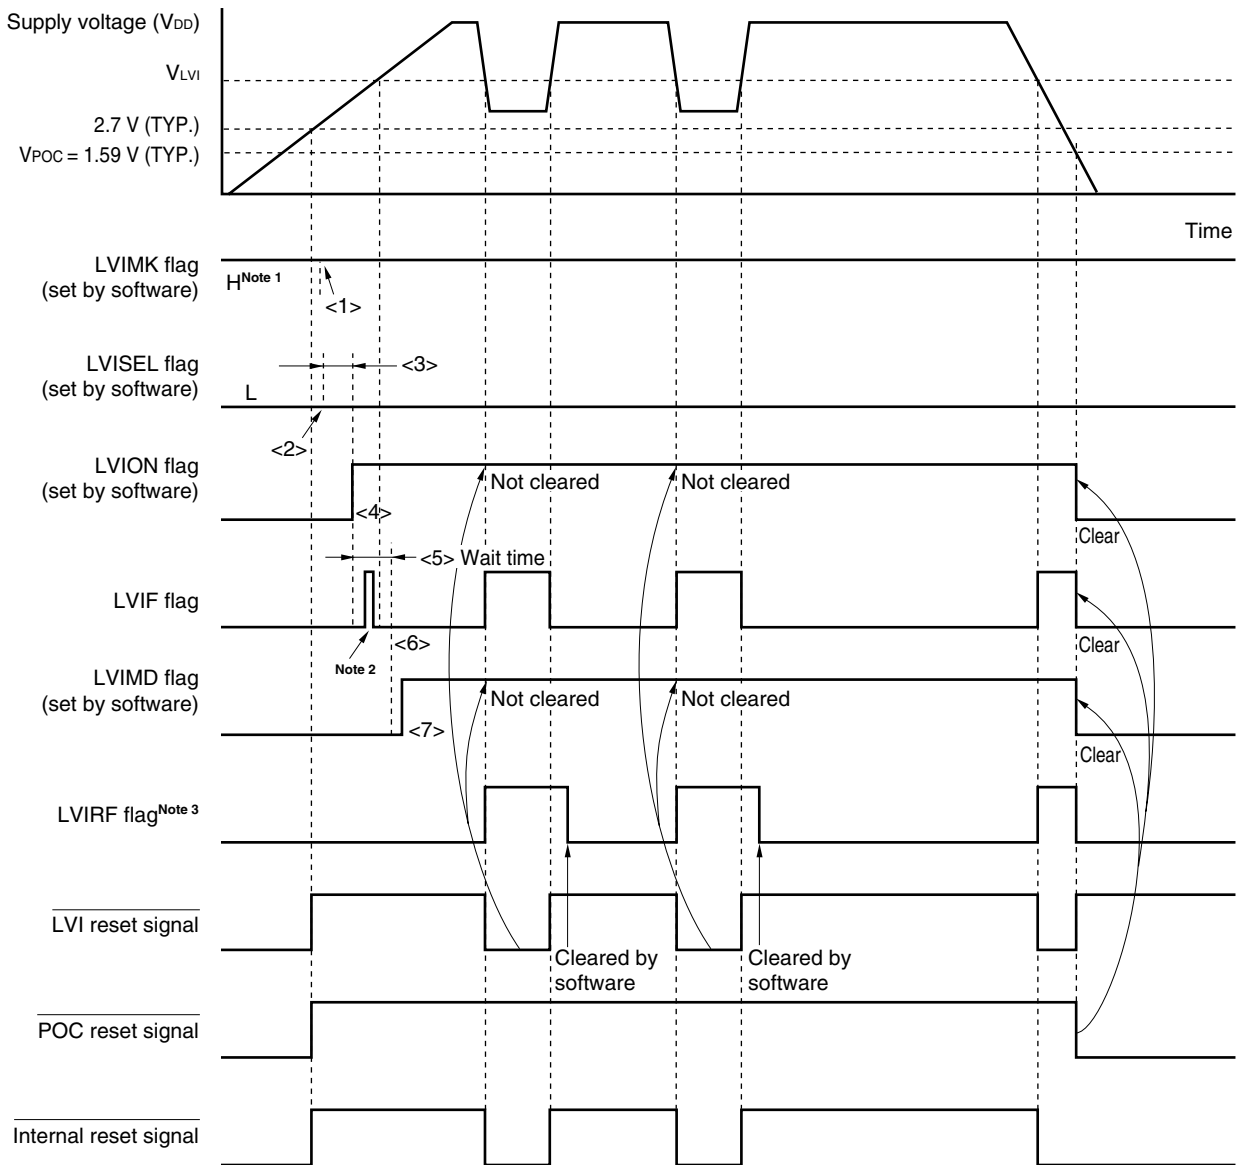 Supply voltage (VDD)
VLVI
2.7 V (TYP.)
VPOC = 1.59 V (TYP.)
Time
LVIMK flag
(set by software)
HNote 1
<1>
LVISEL flag
(set by software)
<3>
L
<2>
LVION flag
(set by software)
Not cleared
Not cleared
<4>
Clear
<5> Wait time
LVIF flag
<6>
Note 2
Clear
LVIMD flag
(set by software)
Not cleared
Not cleared
<7>
Clear
LVIRF flagNote 3
LVI reset signal
Cleared by
software
Cleared by
software
POC reset signal
Internal reset signal